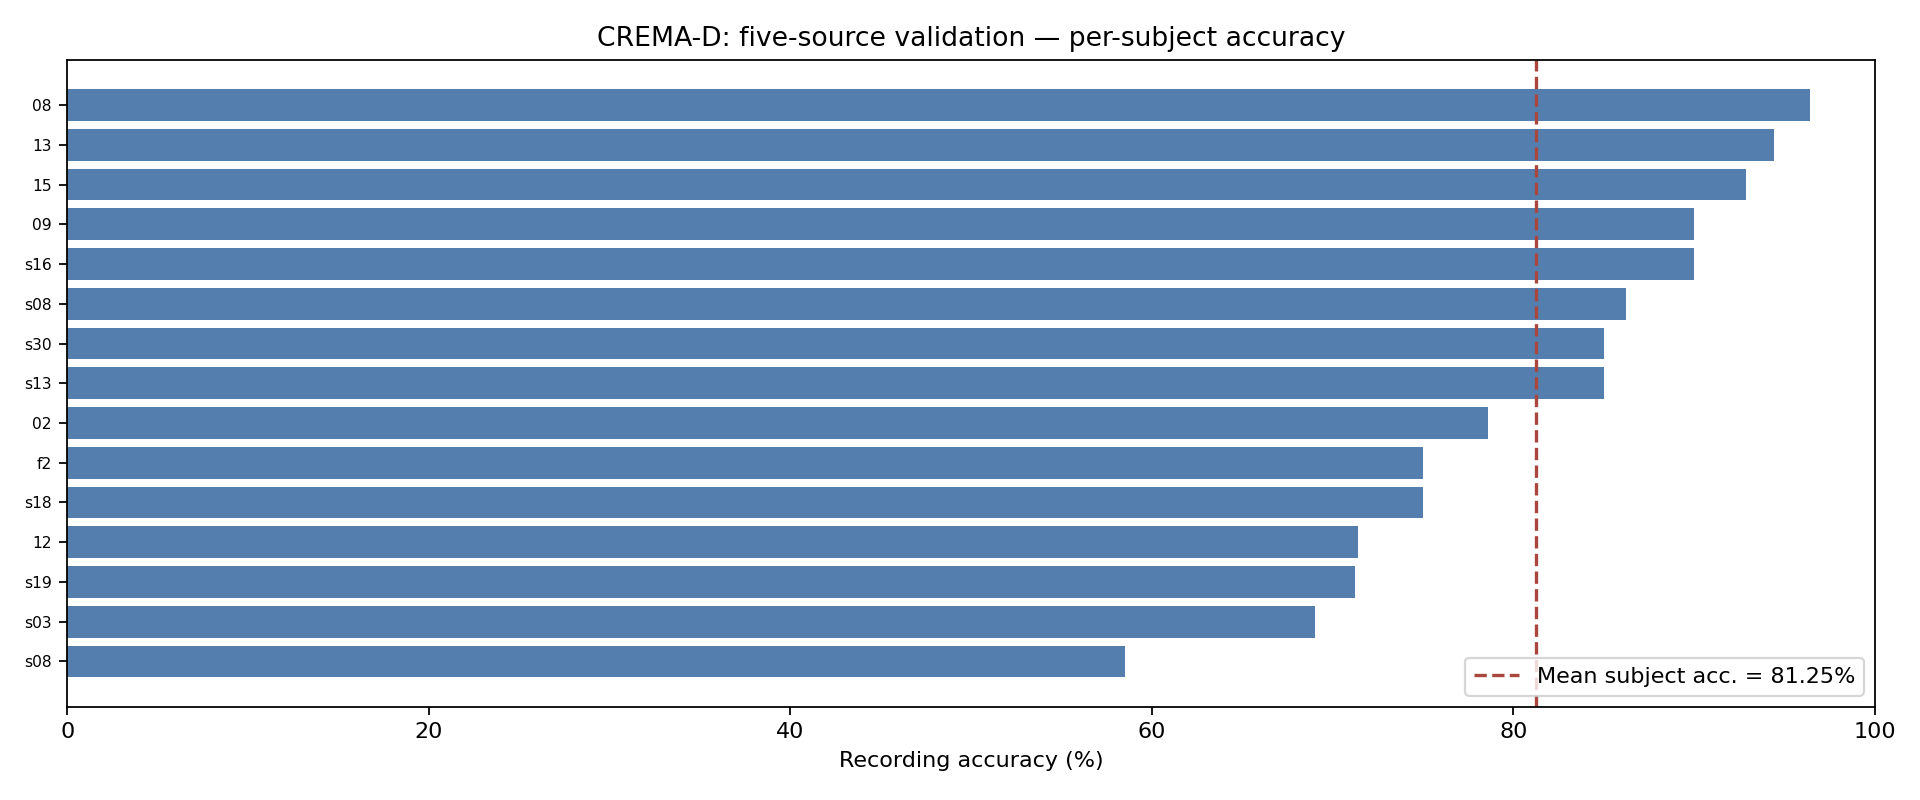 CREMA-D: five-source validation — per-subject accuracy
08
13
15
09
s16
s08
s30
s13
02
f2
s18
12
s19
s03
s08
Mean subject acc. = 81.25%
0 20 40 60 80 100
Recording accuracy (%)